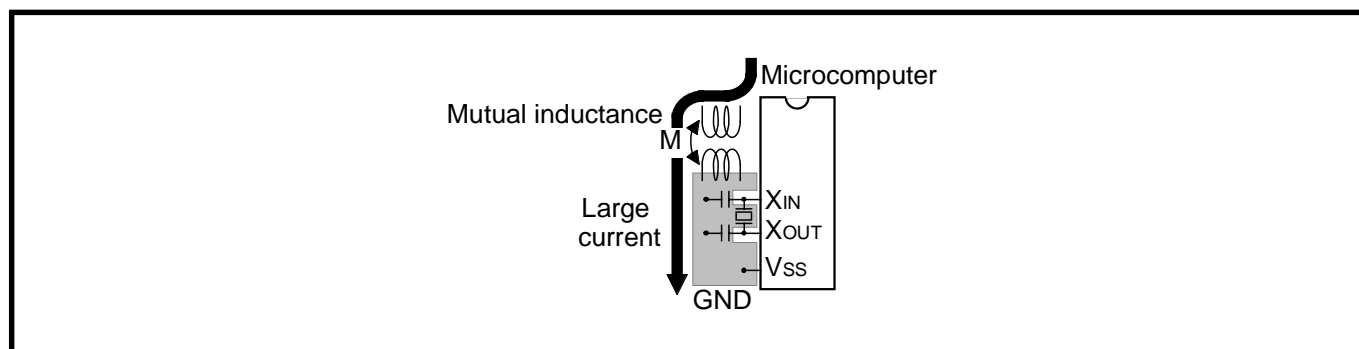 Microcomputer
Mutual inductance
M
XIN
Large
current
XOUT
VSS
GND